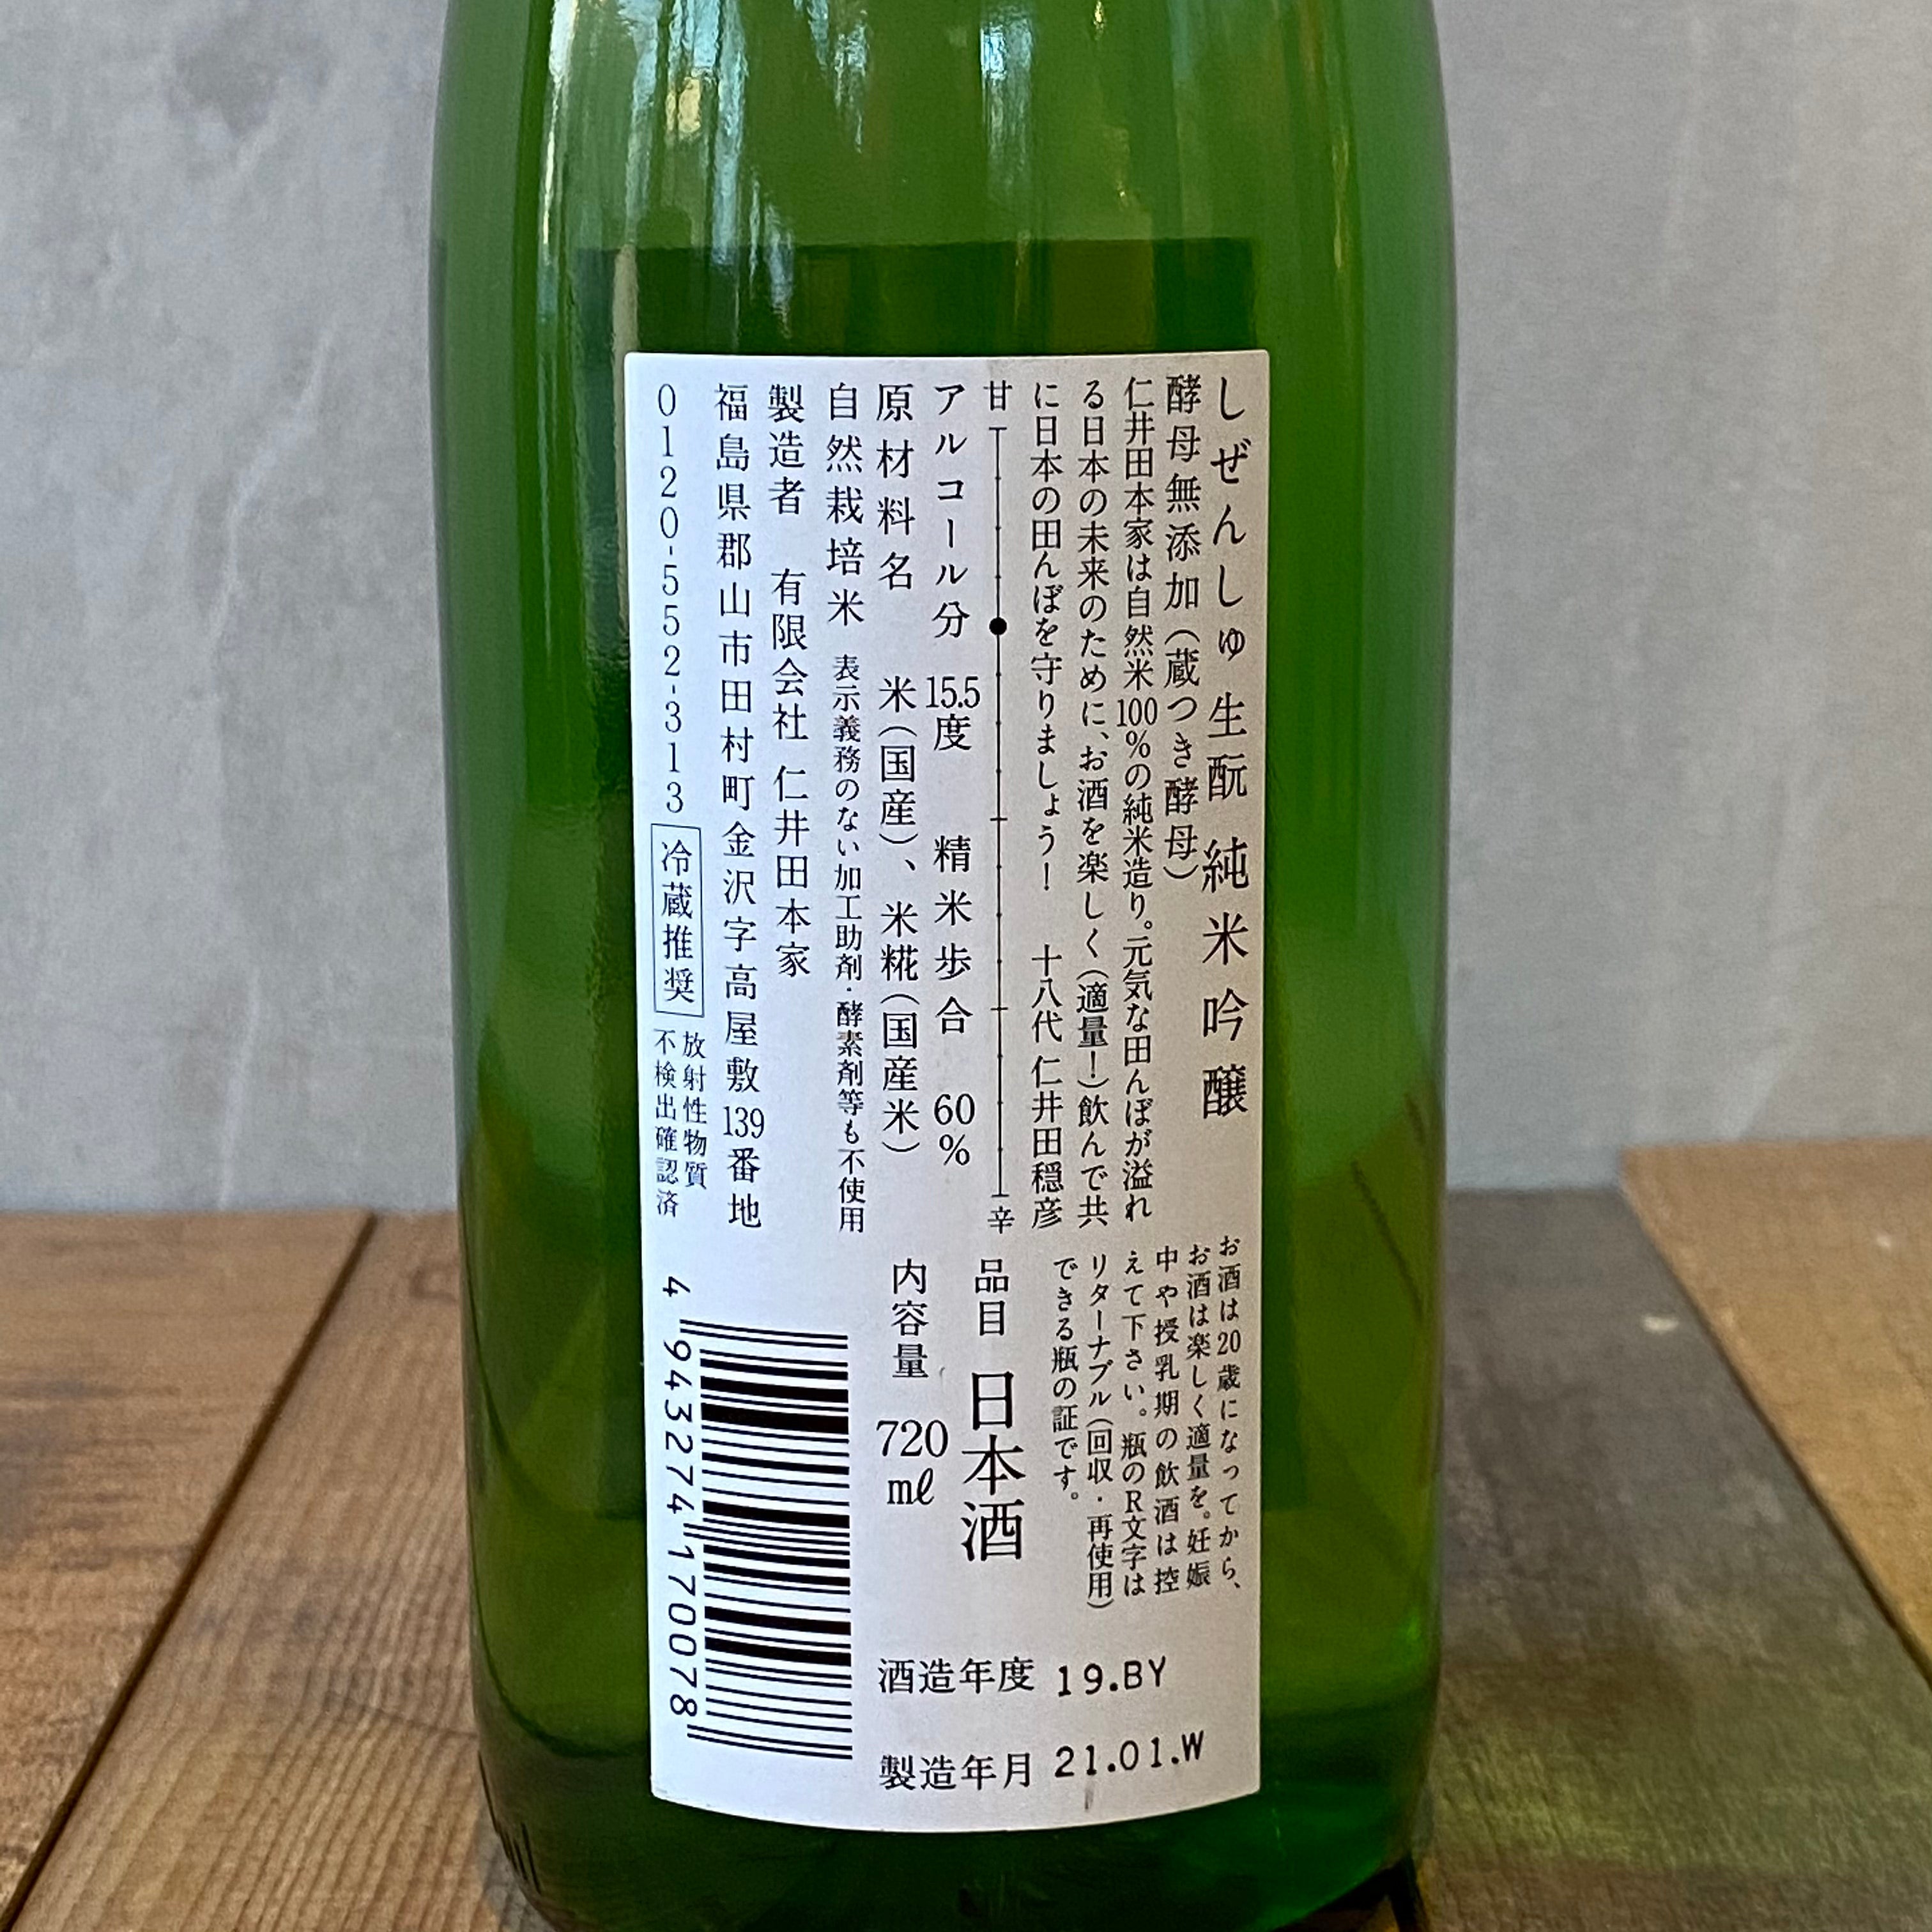 しぜんしゅ 生酛 純米吟醸
酵母無添加（蔵つき酵母）
仁井田本家は自然米100％の純米造り。元気な田んぼが溢れ
る日本の未来のために、お酒を楽しく（適量！）飲んで共
に日本の田んぼを守りましょう！ 十八代 仁井田穏彦
甘 辛
アルコール分 15.5度 精米歩合 60％
原材料名 米（国産）、米糀（国産米）
自然栽培米 表示義務のない加工助剤・酵素剤等も不使用
製造者 有限会社 仁井田本家
福島県郡山市田村町金沢字高屋敷139番地
0120-552-313 冷蔵推奨
放射性物質
不検出確認済
お酒は20歳になってから、
お酒は楽しく適量を。妊娠
中や授乳期の飲酒は控
えて下さい。瓶のR文字は
リターナブル（回収・再使用）
できる瓶の証です。
品目 日本酒
内容量 720mℓ
4 943274 170078
酒造年度 19.BY
製造年月 21.01.W